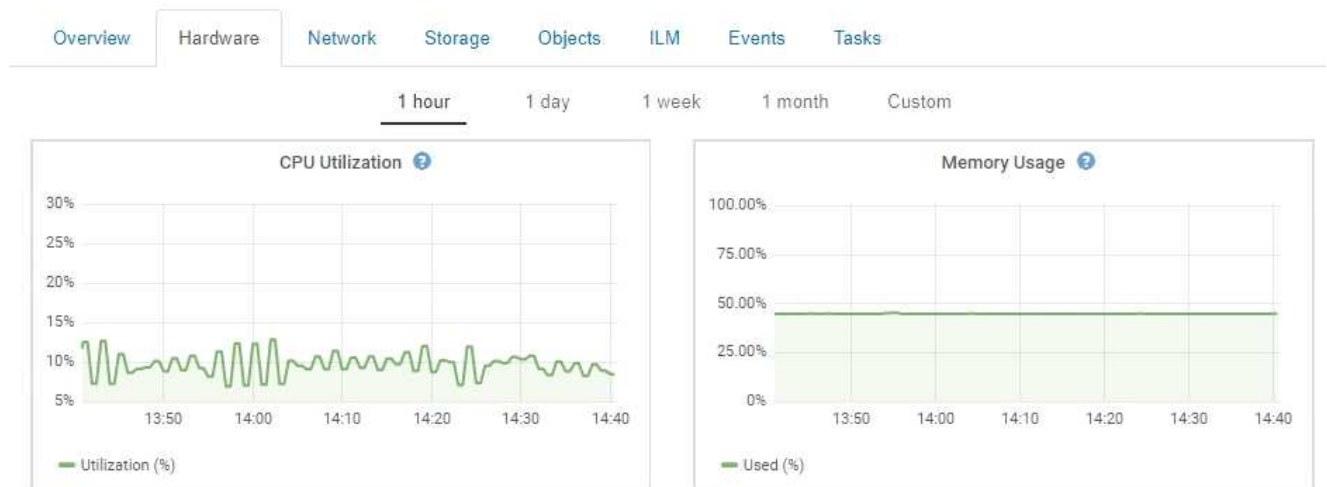 Overview Hardware Network Storage Objects ILM Events Tasks
1 hour 1 day 1 week 1 month Custom
CPU Utilization ?
30%
25%
20%
15%
10%
5%
13:50 14:00 14:10 14:20 14:30 14:40
Utilization (%)
Memory Usage ?
100.00%
75.00%
50.00%
25.00%
0%
13:50 14:00 14:10 14:20 14:30 14:40
Used (%)